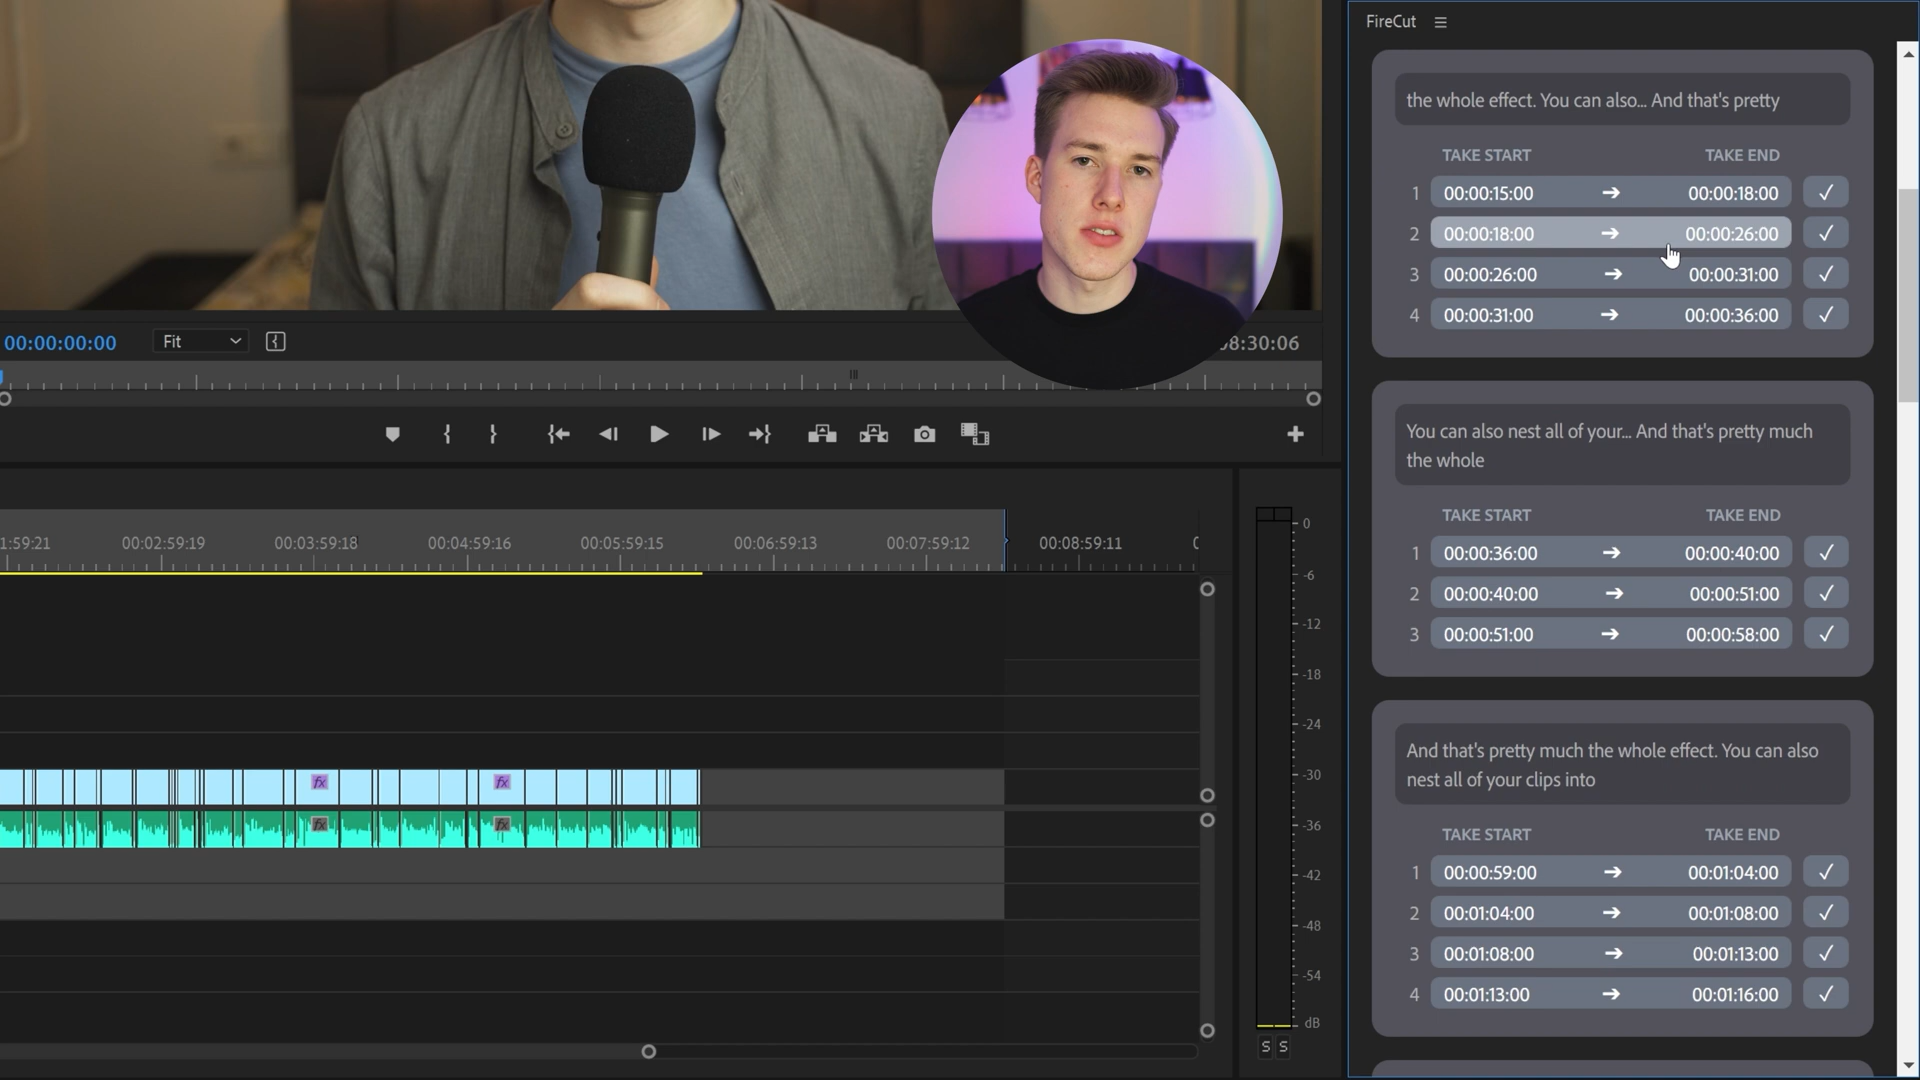 FireCut
the whole effect. You can also... And that's pretty
TAKE START TAKE END
1 00:00:15:00 → 00:00:18:00 ✓
2 00:00:18:00 → 00:00:26:00 ✓
3 00:00:26:00 → 00:00:31:00 ✓
4 00:00:31:00 → 00:00:36:00 ✓
You can also nest all of your... And that's pretty much
the whole
TAKE START TAKE END
1 00:00:36:00 → 00:00:40:00 ✓
2 00:00:40:00 → 00:00:51:00 ✓
3 00:00:51:00 → 00:00:58:00 ✓
And that's pretty much the whole effect. You can also
nest all of your clips into
TAKE START TAKE END
1 00:00:59:00 → 00:01:04:00 ✓
2 00:01:04:00 → 00:01:08:00 ✓
3 00:01:08:00 → 00:01:13:00 ✓
4 00:01:13:00 → 00:01:16:00 ✓
00:00:00:00 Fit 8:30:06
1:59:21 00:02:59:19 00:03:59:18 00:04:59:16 00:05:59:15 00:06:59:13 00:07:59:12 00:08:59:11 0
fx fx
fx fx
0
-6
-12
-18
-24
-30
-36
-42
-48
-54
dB
S S